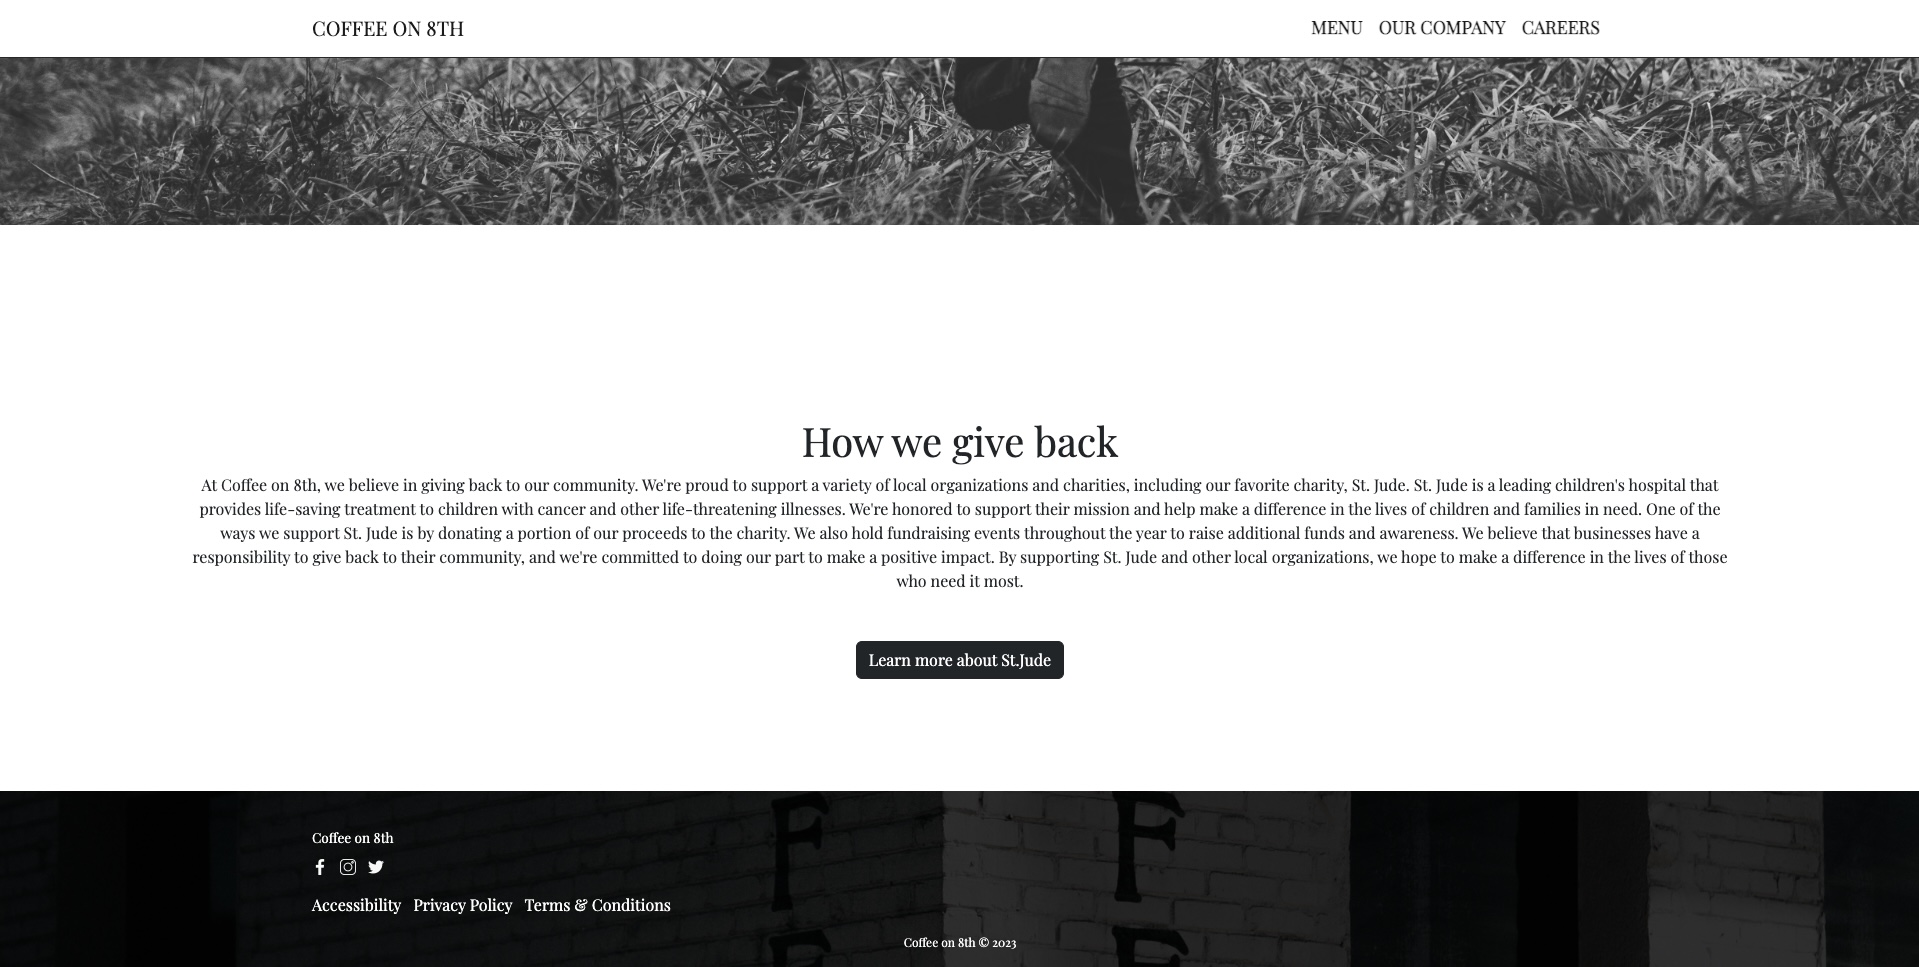 COFFEE ON 8TH
MENU OUR COMPANY CAREERS
How we give back
At Coffee on 8th, we believe in giving back to our community. We're proud to support a variety of local organizations and charities, including our favorite charity, St. Jude. St. Jude is a leading children's hospital that
provides life-saving treatment to children with cancer and other life-threatening illnesses. We're honored to support their mission and help make a difference in the lives of children and families in need. One of the
ways we support St. Jude is by donating a portion of our proceeds to the charity. We also hold fundraising events throughout the year to raise additional funds and awareness. We believe that businesses have a
responsibility to give back to their community, and we're committed to doing our part to make a positive impact. By supporting St. Jude and other local organizations, we hope to make a difference in the lives of those
who need it most.
Learn more about St.Jude
F F
Coffee on 8th
Accessibility Privacy Policy Terms & Conditions
F F
Coffee on 8th © 2023